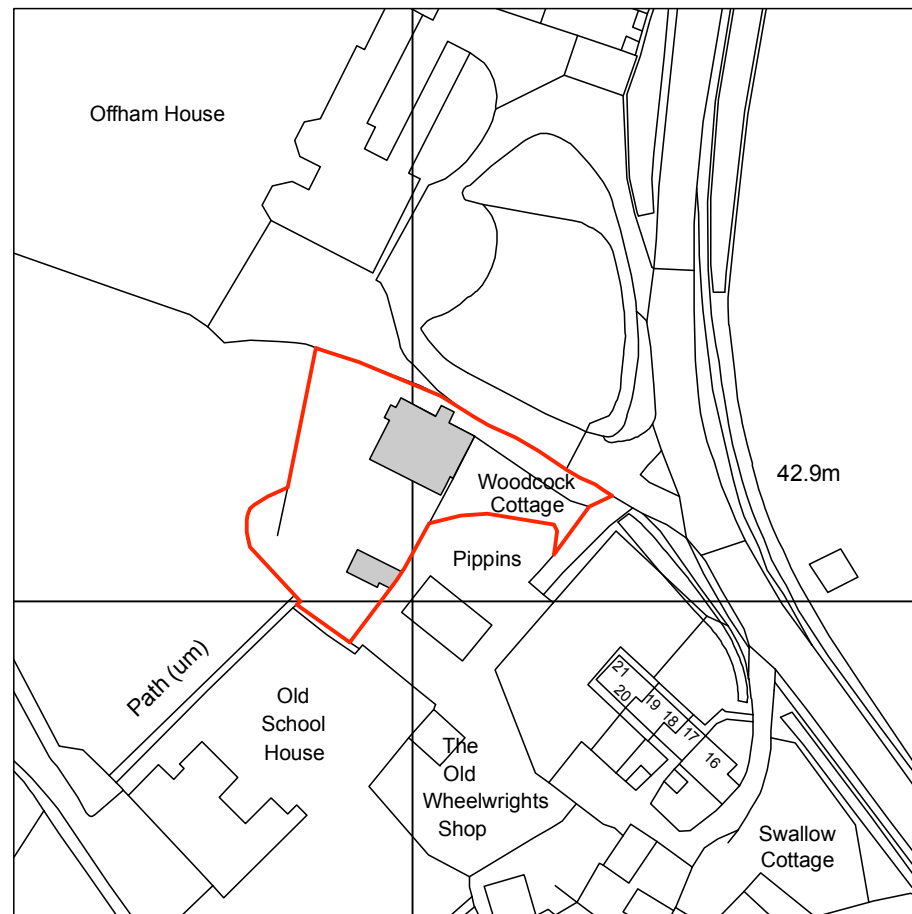 Offham House
42.9m
Woodcock
Cottage
Pippins
Path (um)
Old
School
House
21
20
19
18
17
16
The
Old
Wheelwrights
Shop
Swallow
Cottage